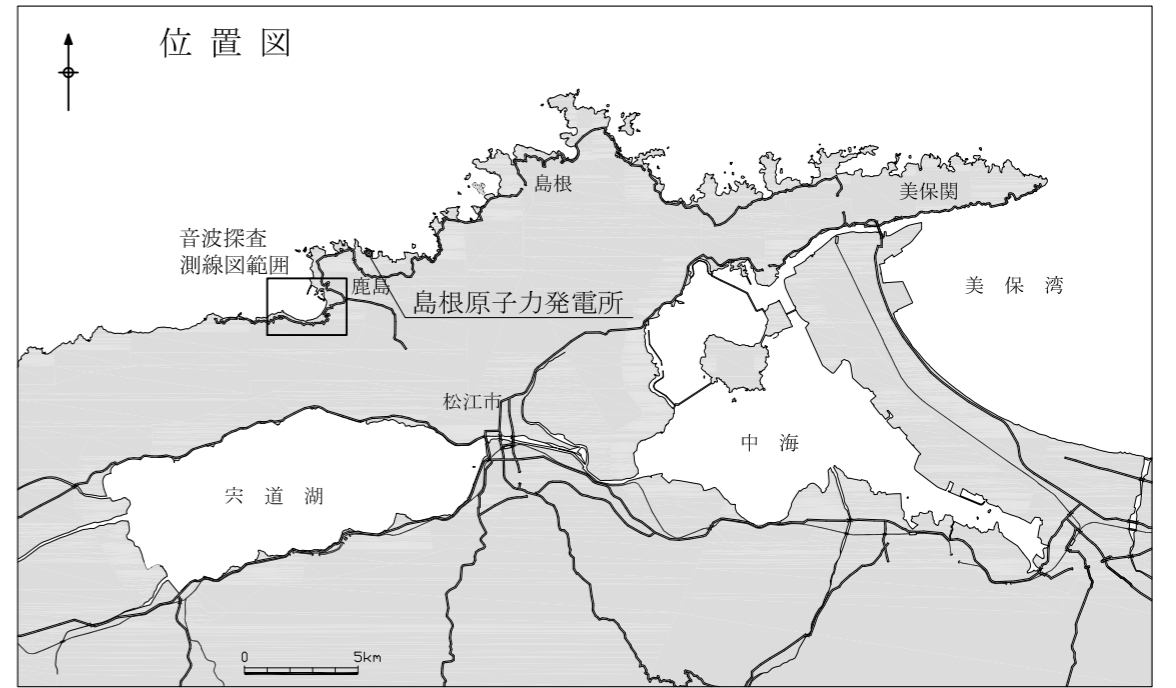 位置図
島根
美保関
音波探査
測線図範囲
鹿島
島根原子力発電所
美保湾
松江市
中海
宍道湖
0 5km